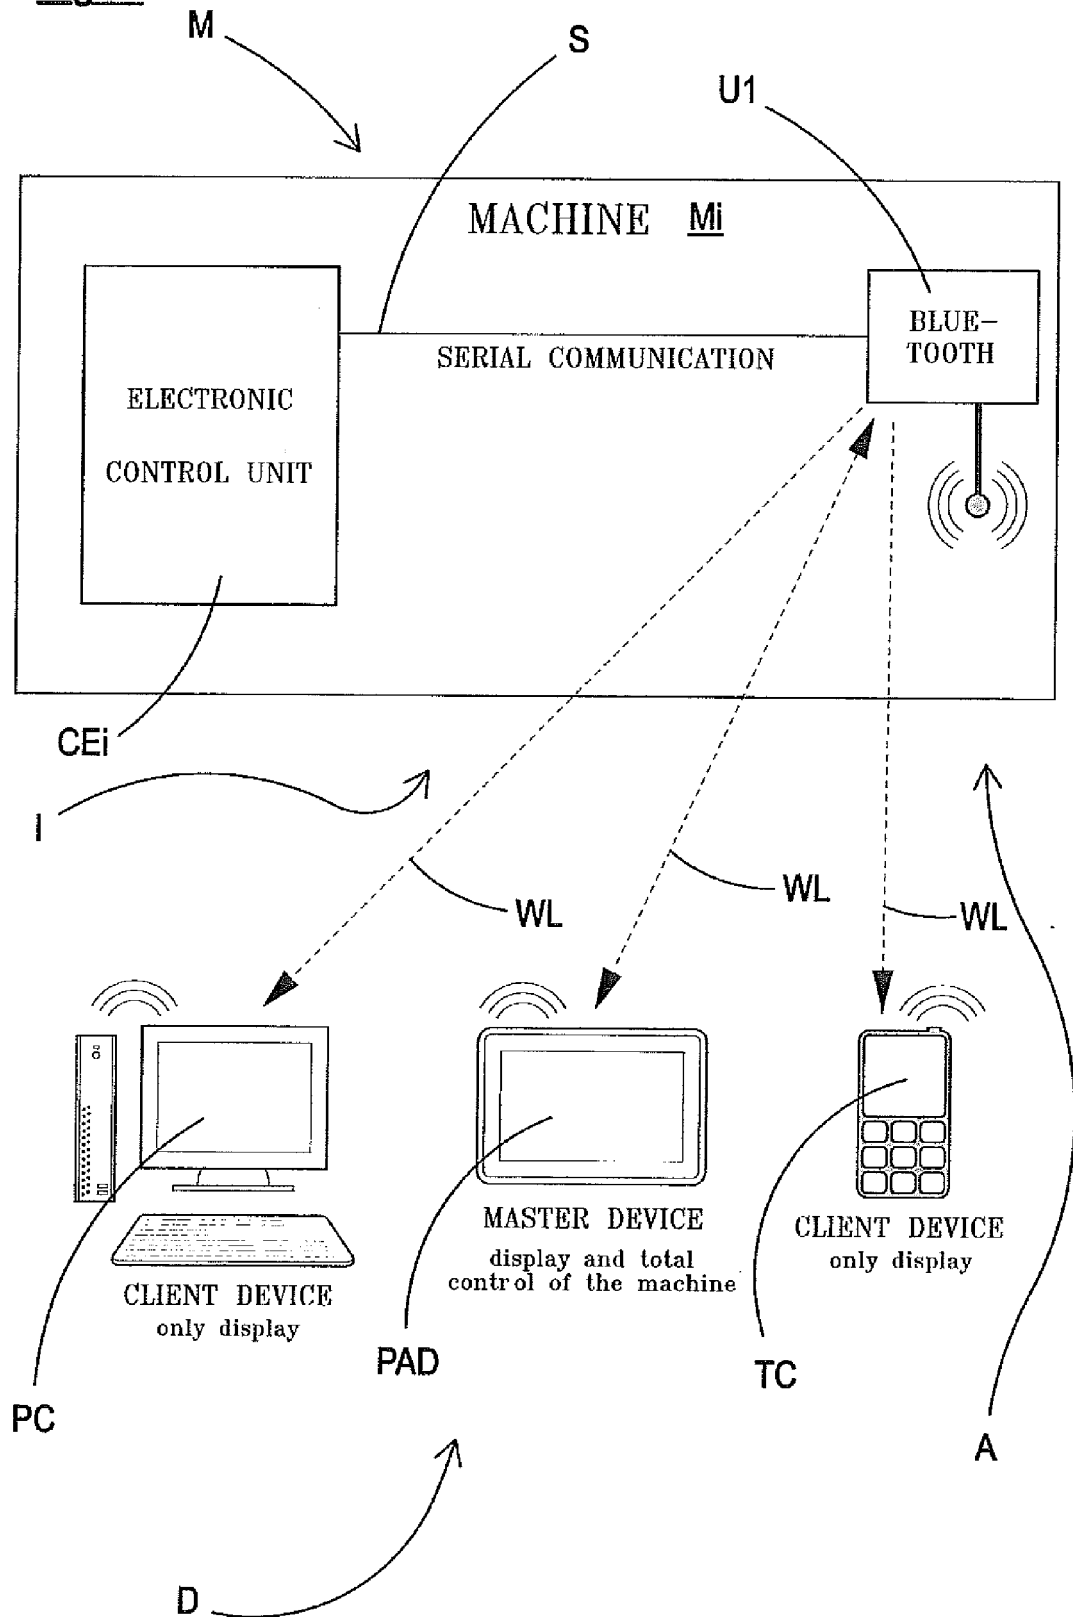 M
S
U1
MACHINE Mi
BLUE-
TOOTH
SERIAL COMMUNICATION
ELECTRONIC
CONTROL UNIT
CEi
I
WL
WL
WL
MASTER DEVICE
display and total
control of the machine
CLIENT DEVICE
only display
CLIENT DEVICE
only display
PAD
TC
PC
A
D